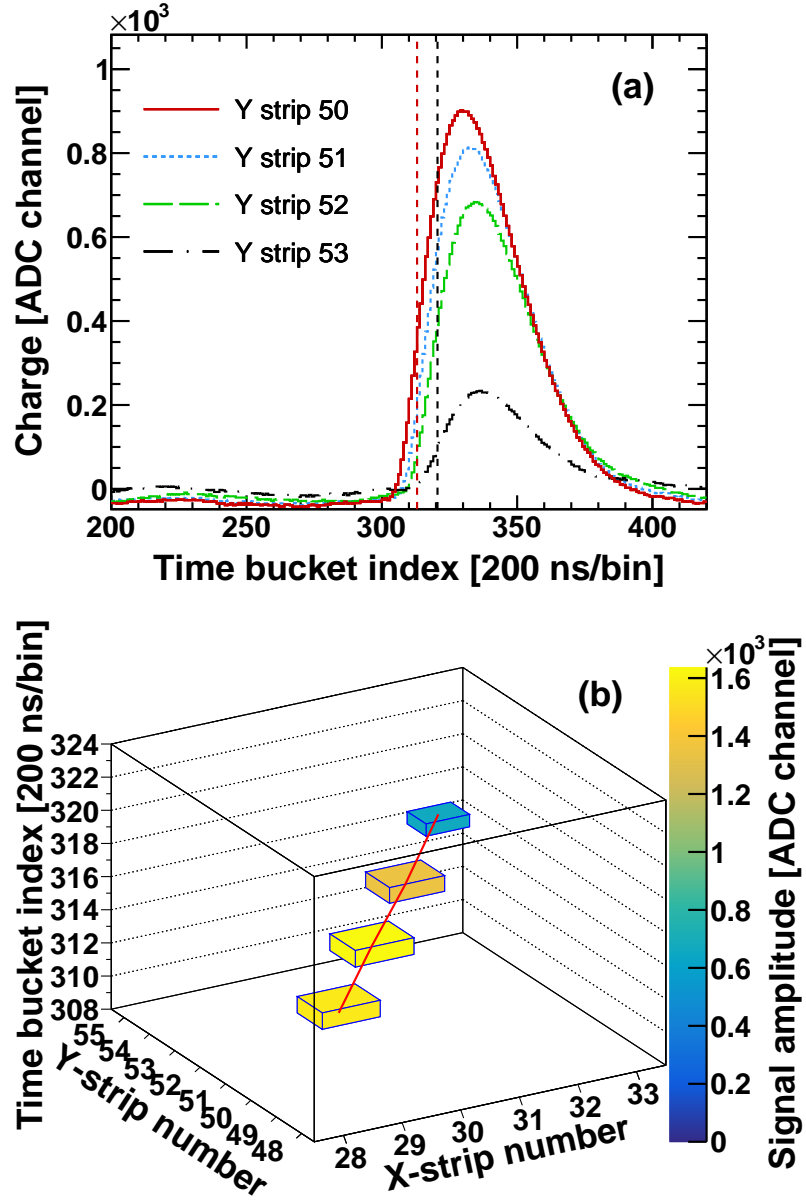 ×10³
(a)
1
0.8
0.6
0.4
0.2
0
Charge [ADC channel]
Y strip 50
Y strip 51
Y strip 52
Y strip 53
200 250 300 350 400
Time bucket index [200 ns/bin]
(b)
×10³
324
322
320
318
316
314
312
310
308
Time bucket index [200 ns/bin]
55 54 53 52 51 50 49 48
Y-strip number
28 29 30 31 32 33
X-strip number
1.6
1.4
1.2
1
0.8
0.6
0.4
0.2
0
Signal amplitude [ADC channel]